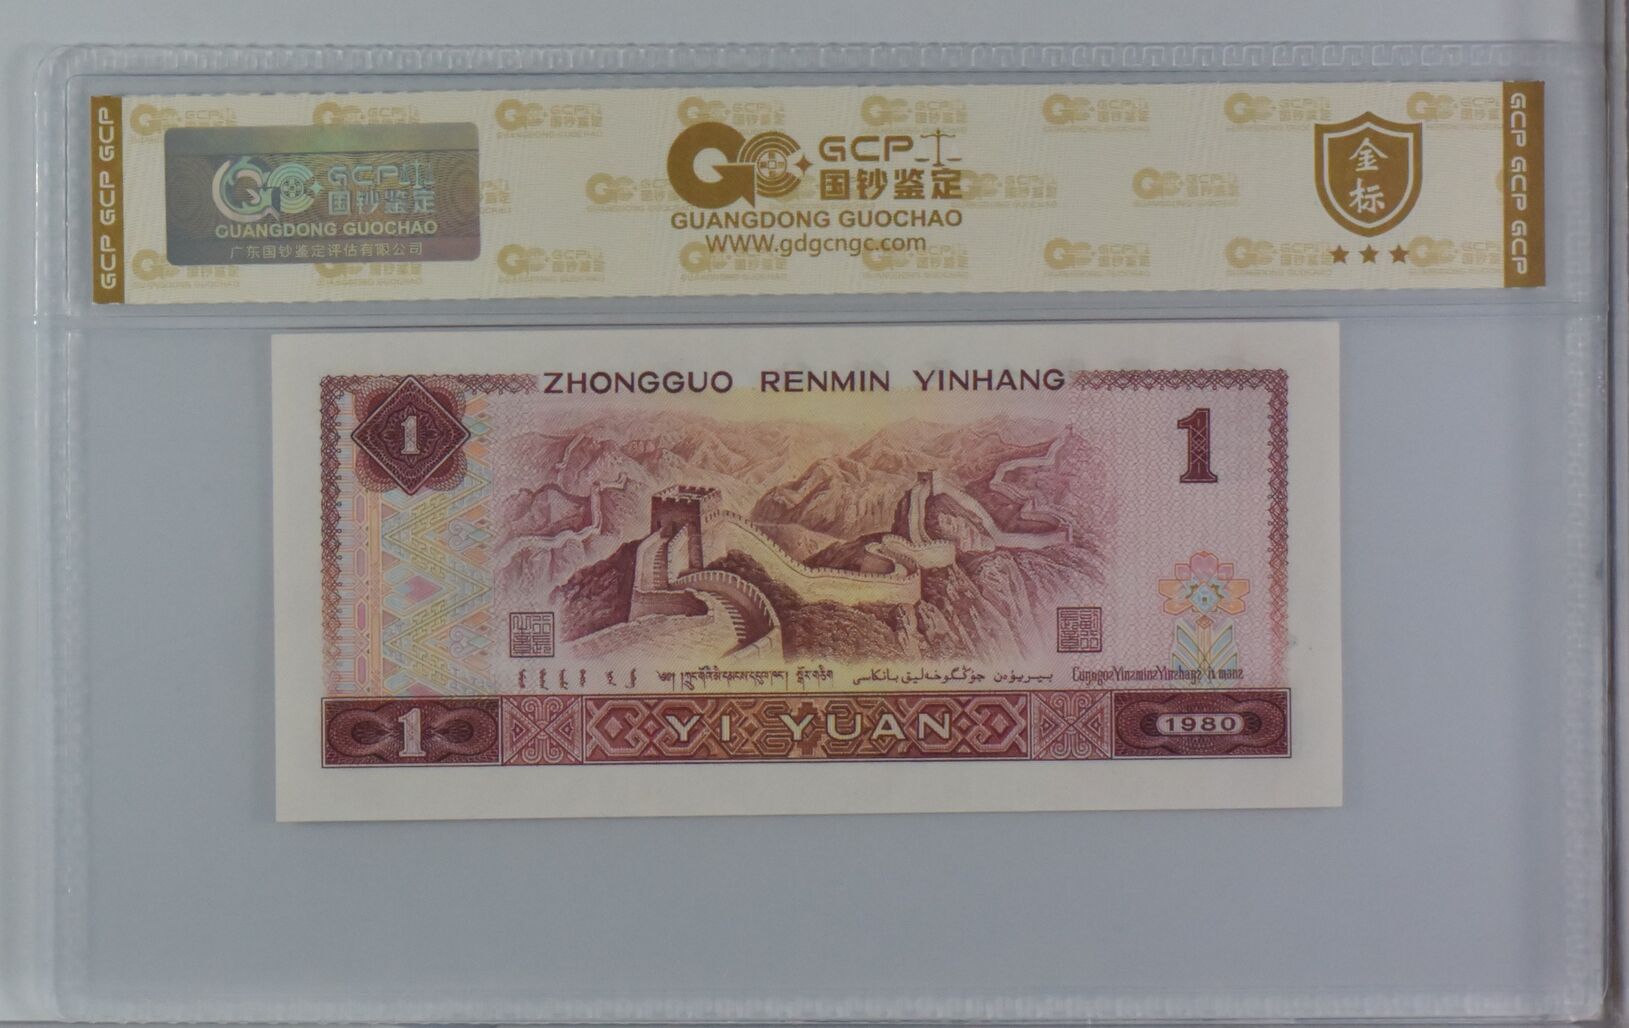 GCP GCP GCP
GCP 国钞鉴定
GUANGDONG GUOCHAO
广东国钞鉴定评估有限公司
GCP
国钞鉴定
GUANGDONG GUOCHAO
WWW.gdgcngc.com
金标
GCP GCP GCP
ZHONGGUO RENMIN YINHANG
1
1
1
YI YUAN
1980